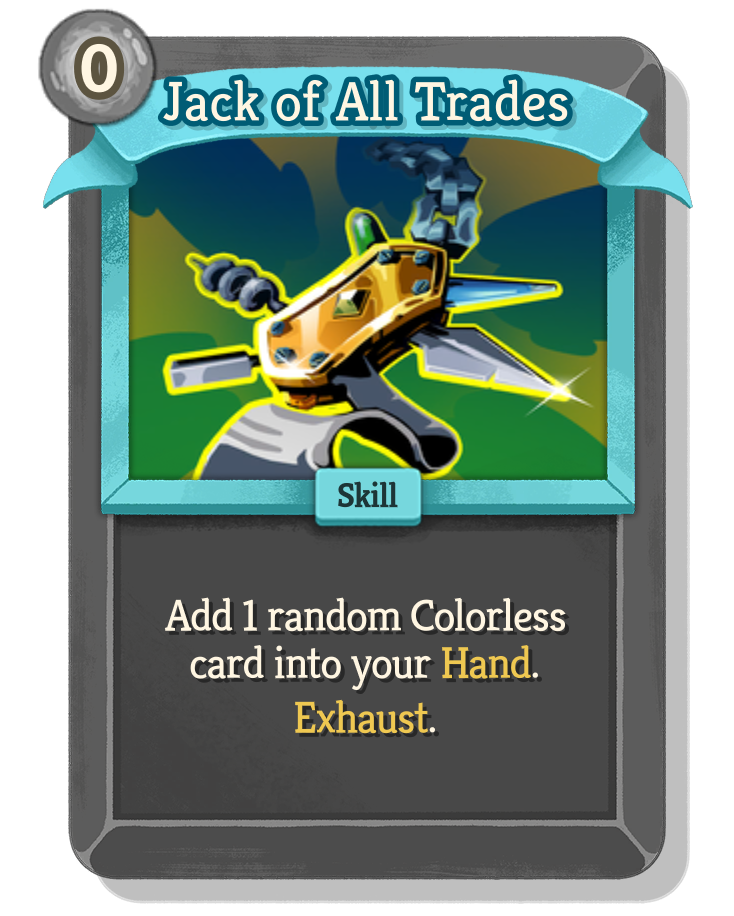 0
Jack of All Trades
Skill
Add 1 random Colorless
card into your Hand.
Exhaust.